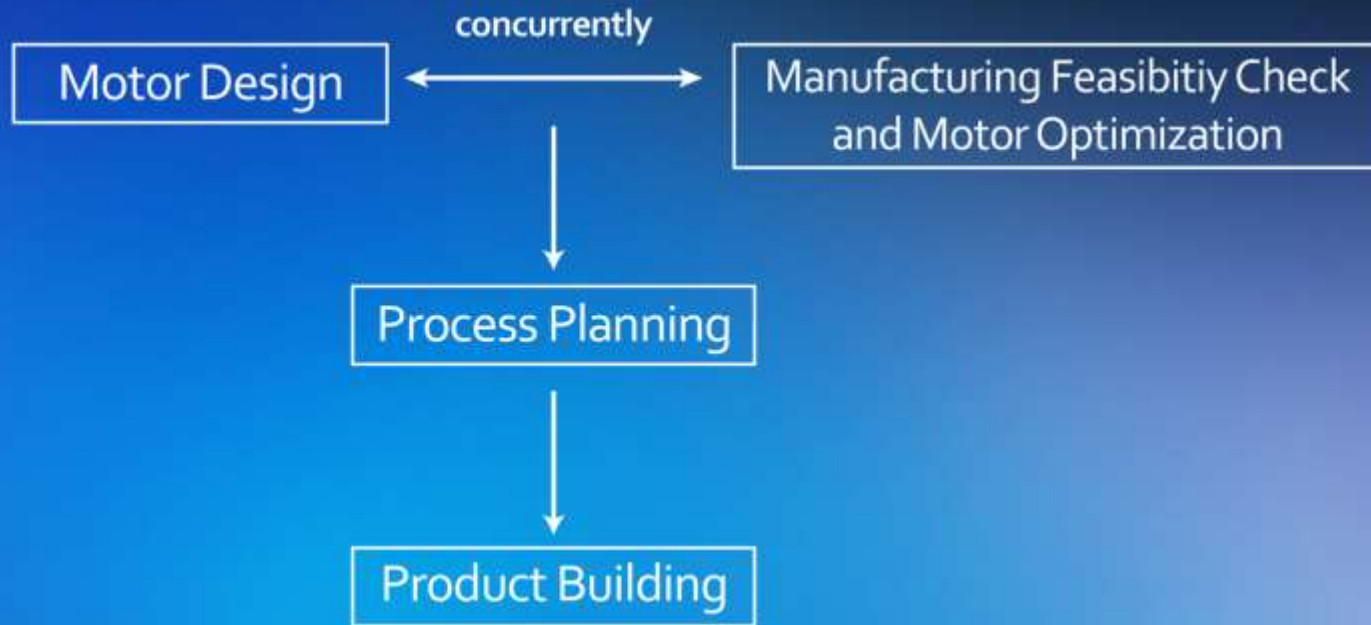 concurrently
Motor Design
Manufacturing Feasibitiy Check
and Motor Optimization
Process Planning
Product Building